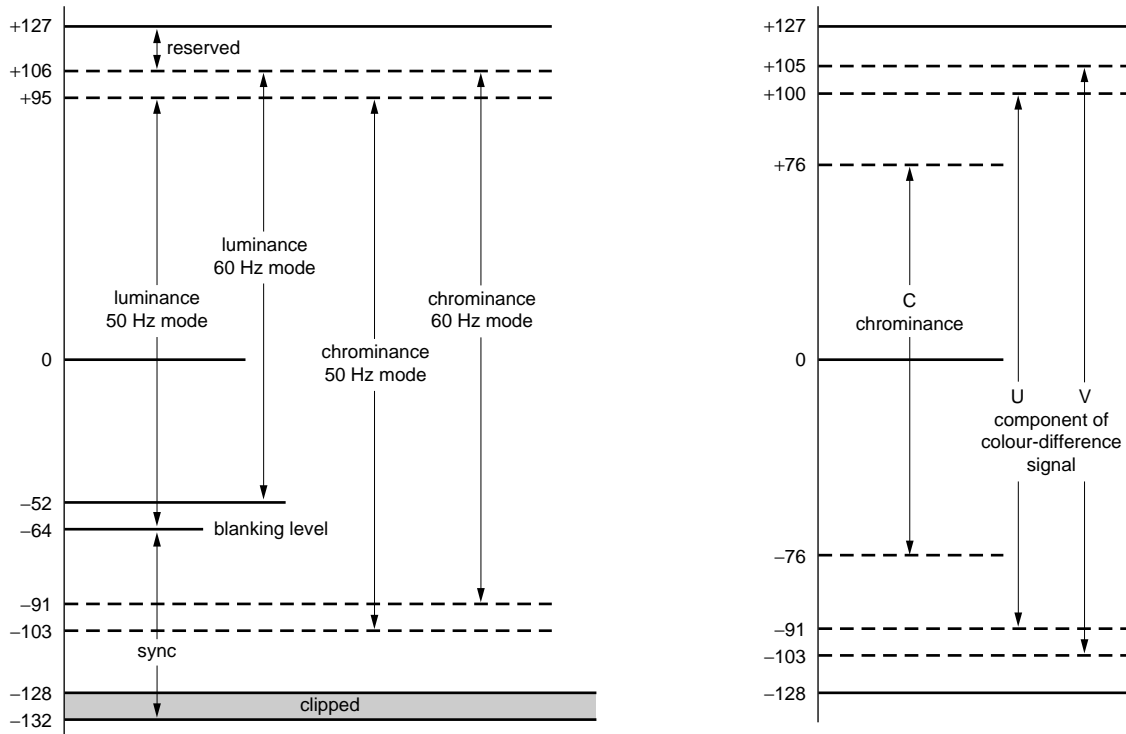 +127
reserved
+106
+95
luminance
60 Hz mode
luminance
50 Hz mode
chrominance
60 Hz mode
chrominance
50 Hz mode
0
−52
−64
blanking level
−91
−103
sync
−128
clipped
−132
+127
+105
+100
+76
C
chrominance
0
U V
component of
colour-difference
signal
−76
−91
−103
−128